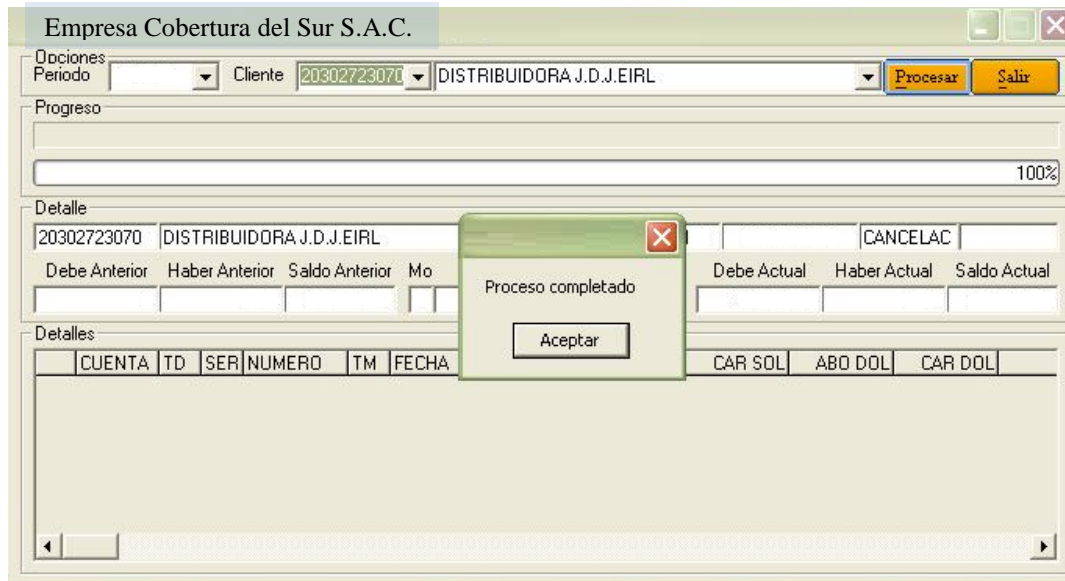 Empresa Cobertura del Sur S.A.C.
Opciones
Periodo Cliente 20302723070 DISTRIBUIDORA J.D.J.EIRL Procesar Salir
Progreso
100%
Detalle
20302723070 DISTRIBUIDORA J.D.J.EIRL CANCELAC
Debe Anterior Haber Anterior Saldo Anterior Mo Debe Actual Haber Actual Saldo Actual
Proceso completado
Aceptar
Detalles
CUENTA TD SER NUMERO TM FECHA CAR SOL ABO DOL CAR DOL